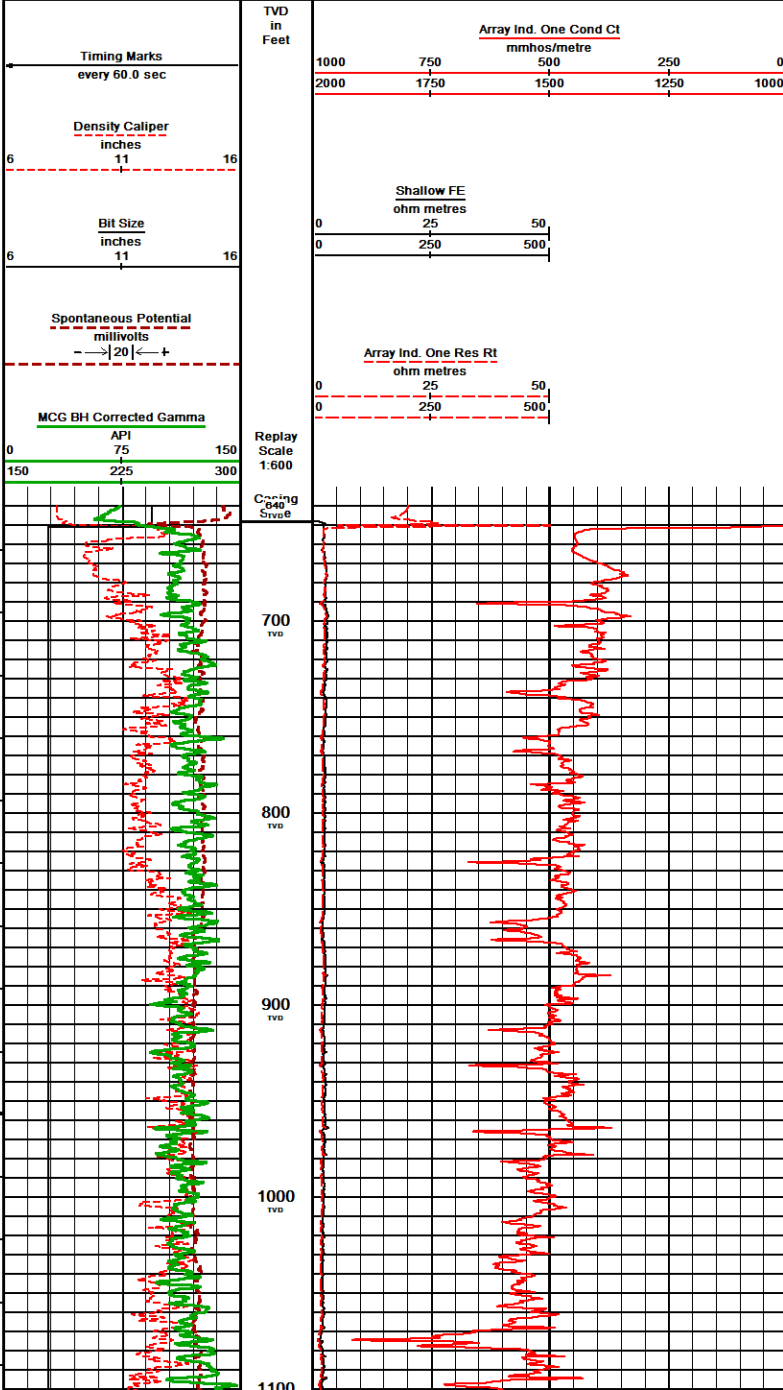 TVD
in
Feet
Timing Marks
every 60.0 sec
Density Caliper
inches
6 11 16
Bit Size
inches
6 11 16
Spontaneous Potential
millivolts
20
MCG BH Corrected Gamma
API
0 75 150
150 225 300
Replay
Scale
1:600
Array Ind. One Cond Ct
mmhos/metre
1000 750 500 250 0
2000 1750 1500 1250 1000
Shallow FE
ohm metres
0 25 50
0 250 500
Array Ind. One Res Rt
ohm metres
0 25 50
0 250 500
Casing
640
TVD
700
TVD
800
TVD
900
TVD
1000
TVD
1100